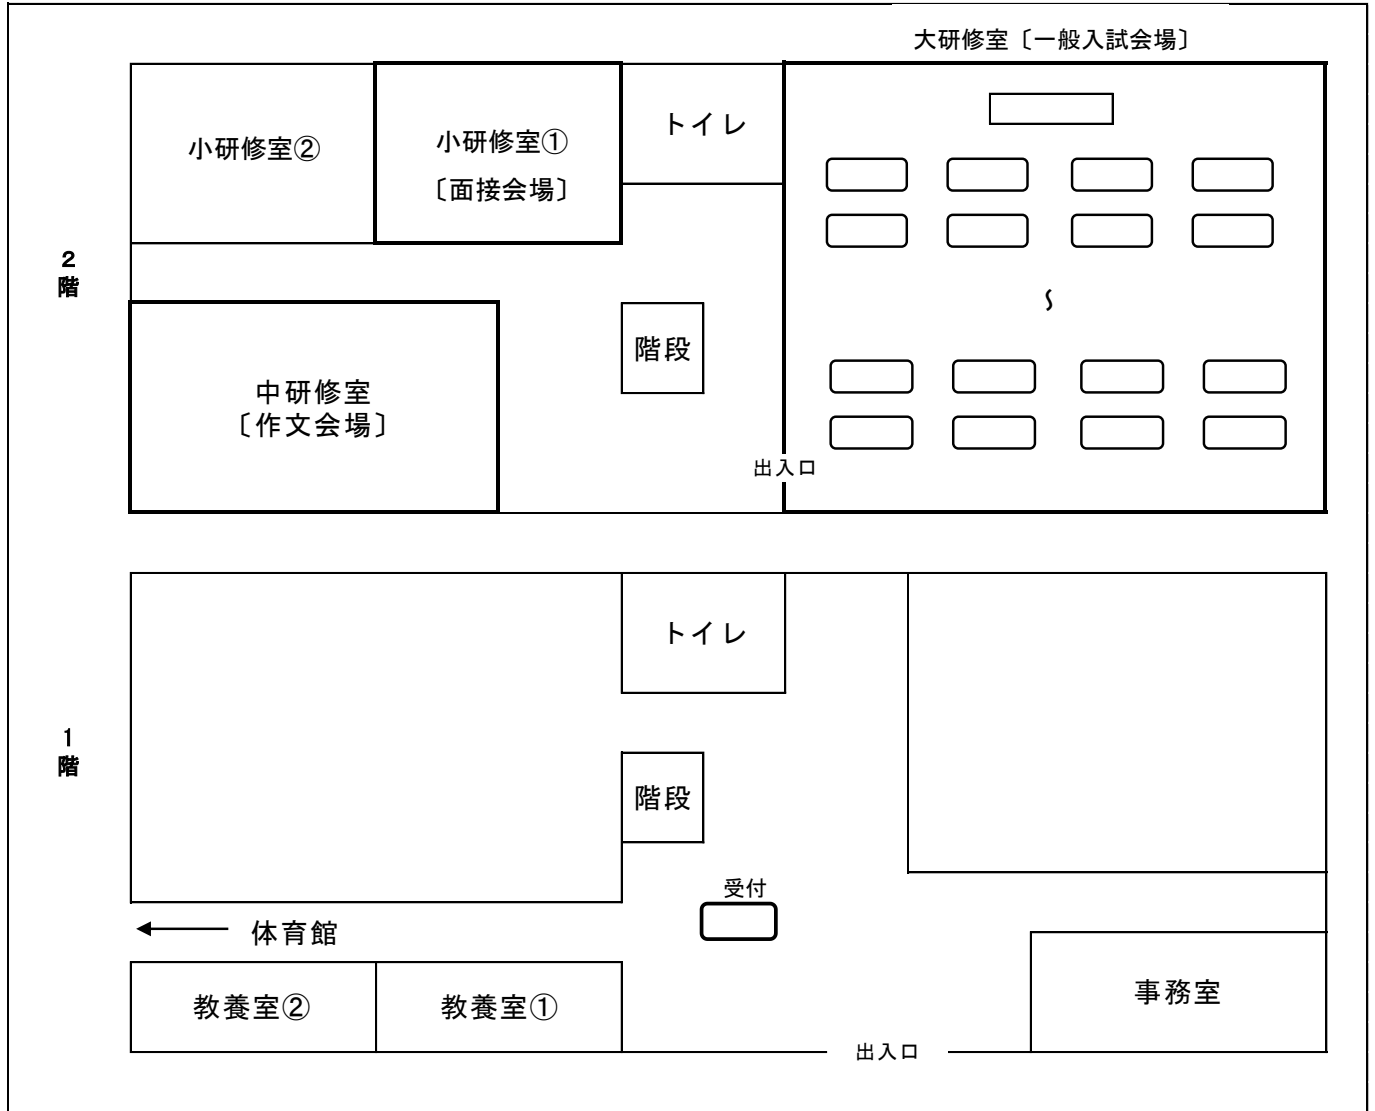 大研修室〔一般入試会場〕
小研修室②
小研修室①
〔面接会場〕
トイレ
2階
階段
中研修室
〔作文会場〕
～
出入口
トイレ
1階
階段
受付
← 体育館
教養室②
教養室①
事務室
出入口